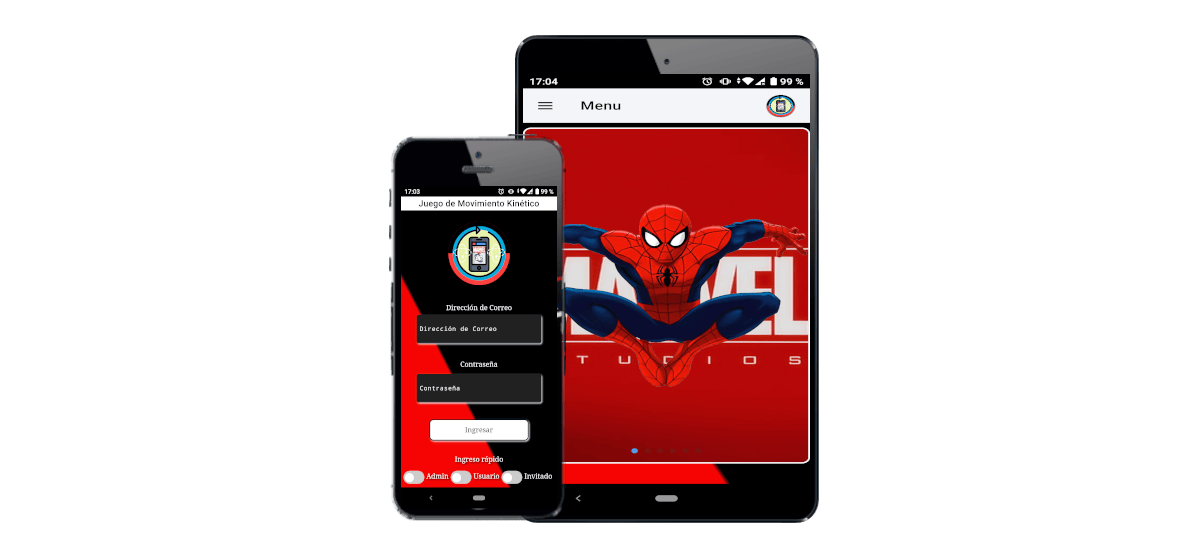 17:03
99 %
Juego de Movimiento Kinético
Dirección de Correo
Dirección de Correo
Contraseña
Contraseña
Ingresar
Ingreso rápido
Admin Usuario Invitado
17:04
99 %
Menu
MARVEL
TUDIOS